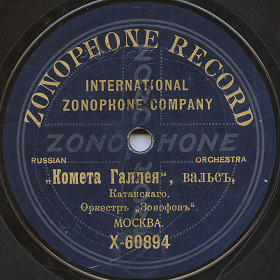 ZONOPHONE RECORD
INTERNATIONAL
ZONOPHONE COMPANY
ZONOPHONE
RUSSIAN ORCHESTRA
„Комета Галлея“, вальсъ,
Катанскаго.
Оркестръ „Зонофонъ“
МОСКВА.
X-60894